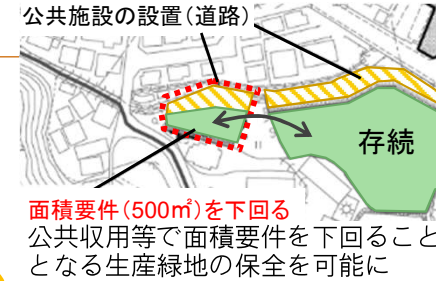 公共施設の設置(道路)
存続
面積要件(500㎡)を下回る
公共収用等で面積要件を下回ること
となる生産緑地の保全を可能に